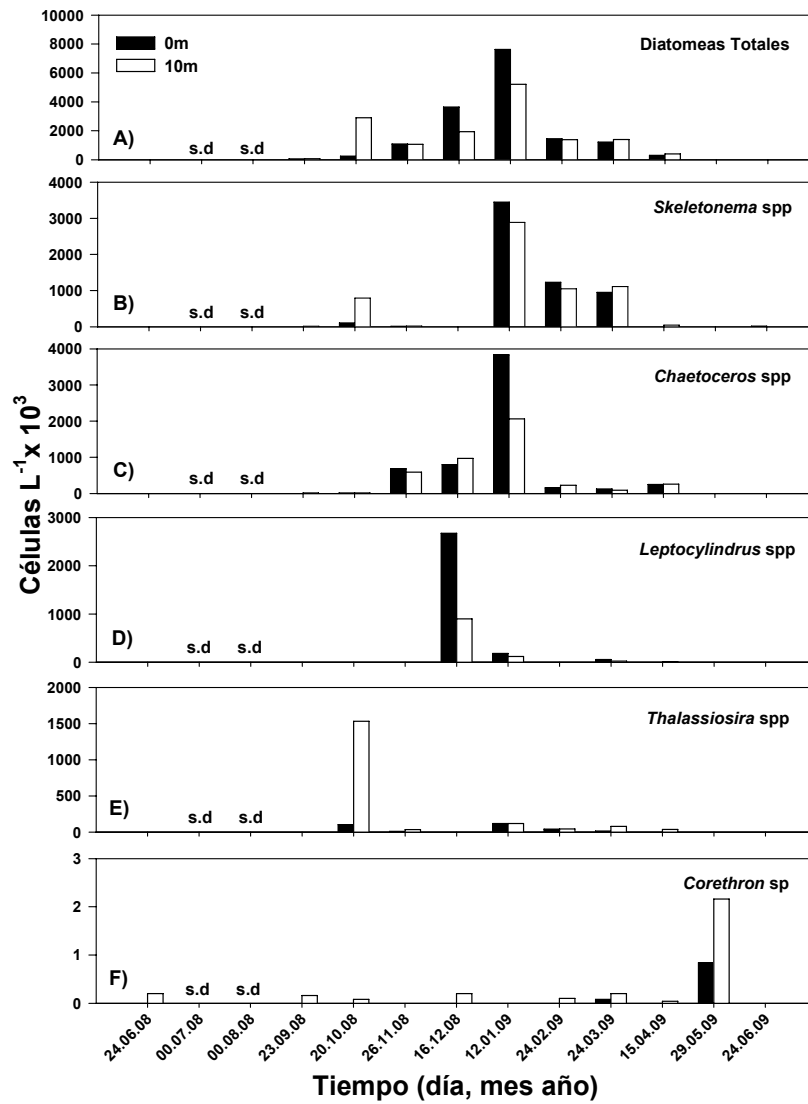 10000
0m
Diatomeas Totales
8000
10m
6000
4000
2000
A)
s.d
s.d
0
4000
Skeletonema spp
3000
2000
1000
B)
s.d
s.d
0
4000
Chaetoceros spp
3000
2000
1000
C)
s.d
s.d
0
3000
Leptocylindrus spp
2000
1000
D)
s.d
s.d
0
2000
Thalassiosira spp
1500
1000
500
E)
s.d
s.d
0
3
Corethron sp
2
1
F)
s.d
s.d
0
Células L⁻¹x 10³
24.06.08
00.07.08
00.08.08
23.09.08
20.10.08
26.11.08
16.12.08
12.01.09
24.02.09
24.03.09
15.04.09
29.05.09
24.06.09
Tiempo (día, mes año)